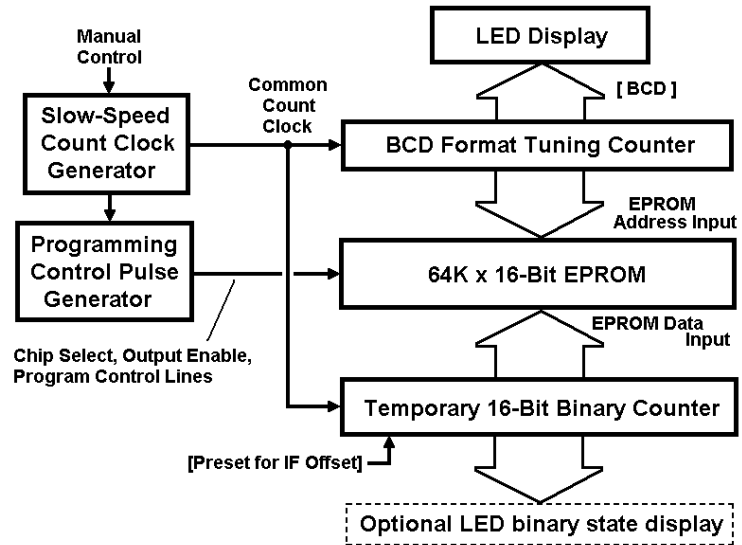 LED Display
Manual
Control
[ BCD ]
Common
Count
Clock
Slow-Speed
Count Clock
Generator
BCD Format Tuning Counter
EPROM
Address Input
Programming
Control Pulse
Generator
64K x 16-Bit EPROM
EPROM Data
Input
Chip Select, Output Enable,
Program Control Lines
Temporary 16-Bit Binary Counter
[Preset for IF Offset]
Optional LED binary state display